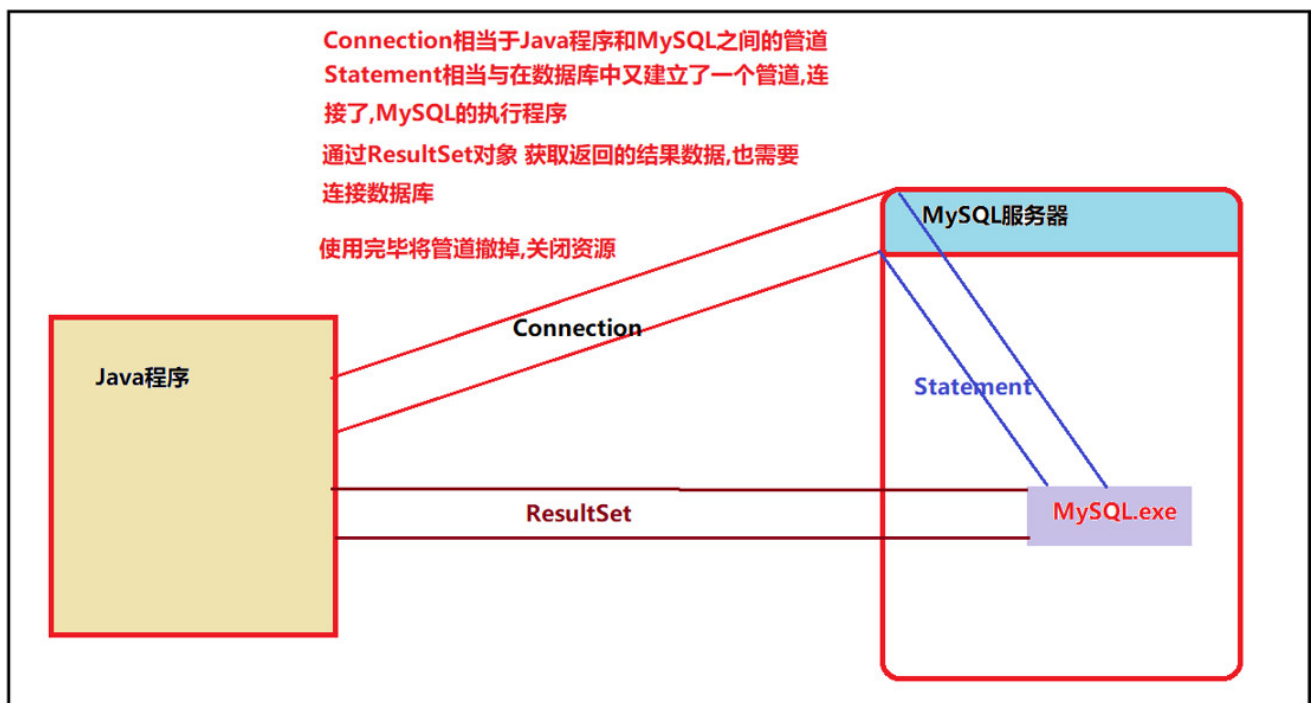 Connection相当于Java程序和MySQL之间的管道
Statement相当与在数据库中又建立了一个管道,连
接了,MySQL的执行程序
通过ResultSet对象 获取返回的结果数据,也需要
连接数据库
使用完毕将管道撤掉,关闭资源
MySQL服务器
Connection
Java程序
Statement
ResultSet
MySQL.exe